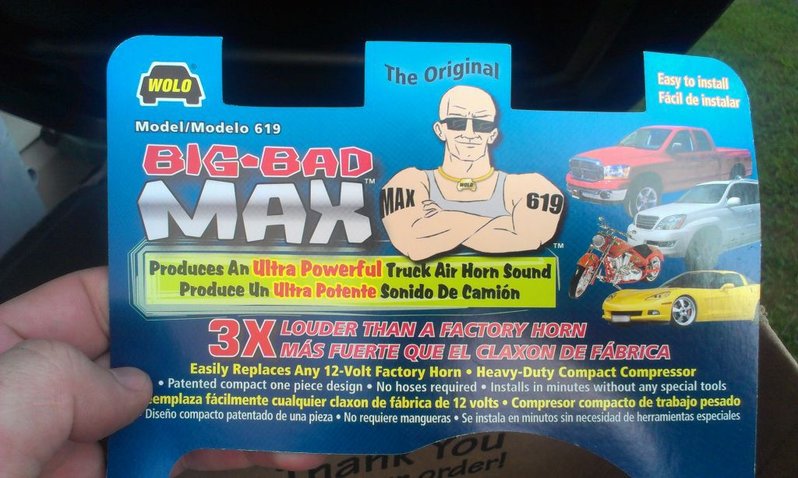 WOLO
The Original
Easy to install
Fácil de instalar
Model/Modelo 619
BIG-BAD
MAX™
WOLO
MAX
619
™
Produces An Ultra Powerful Truck Air Horn Sound
Produce Un Ultra Potente Sonido De Camión
3X LOUDER THAN A FACTORY HORN
MÁS FUERTE QUE EL CLAXON DE FÁBRICA
Easily Replaces Any 12-Volt Factory Horn • Heavy-Duty Compact Compressor
• Patented compact one piece design • No hoses required • Installs in minutes without any special tools
emplaza fácilmente cualquier claxon de fábrica de 12 volts • Compresor compacto de trabajo pesado
Diseño compacto patentado de una pieza • No requiere mangueras • Se instala en minutos sin necesidad de herramientas especiales
Thank You
order!